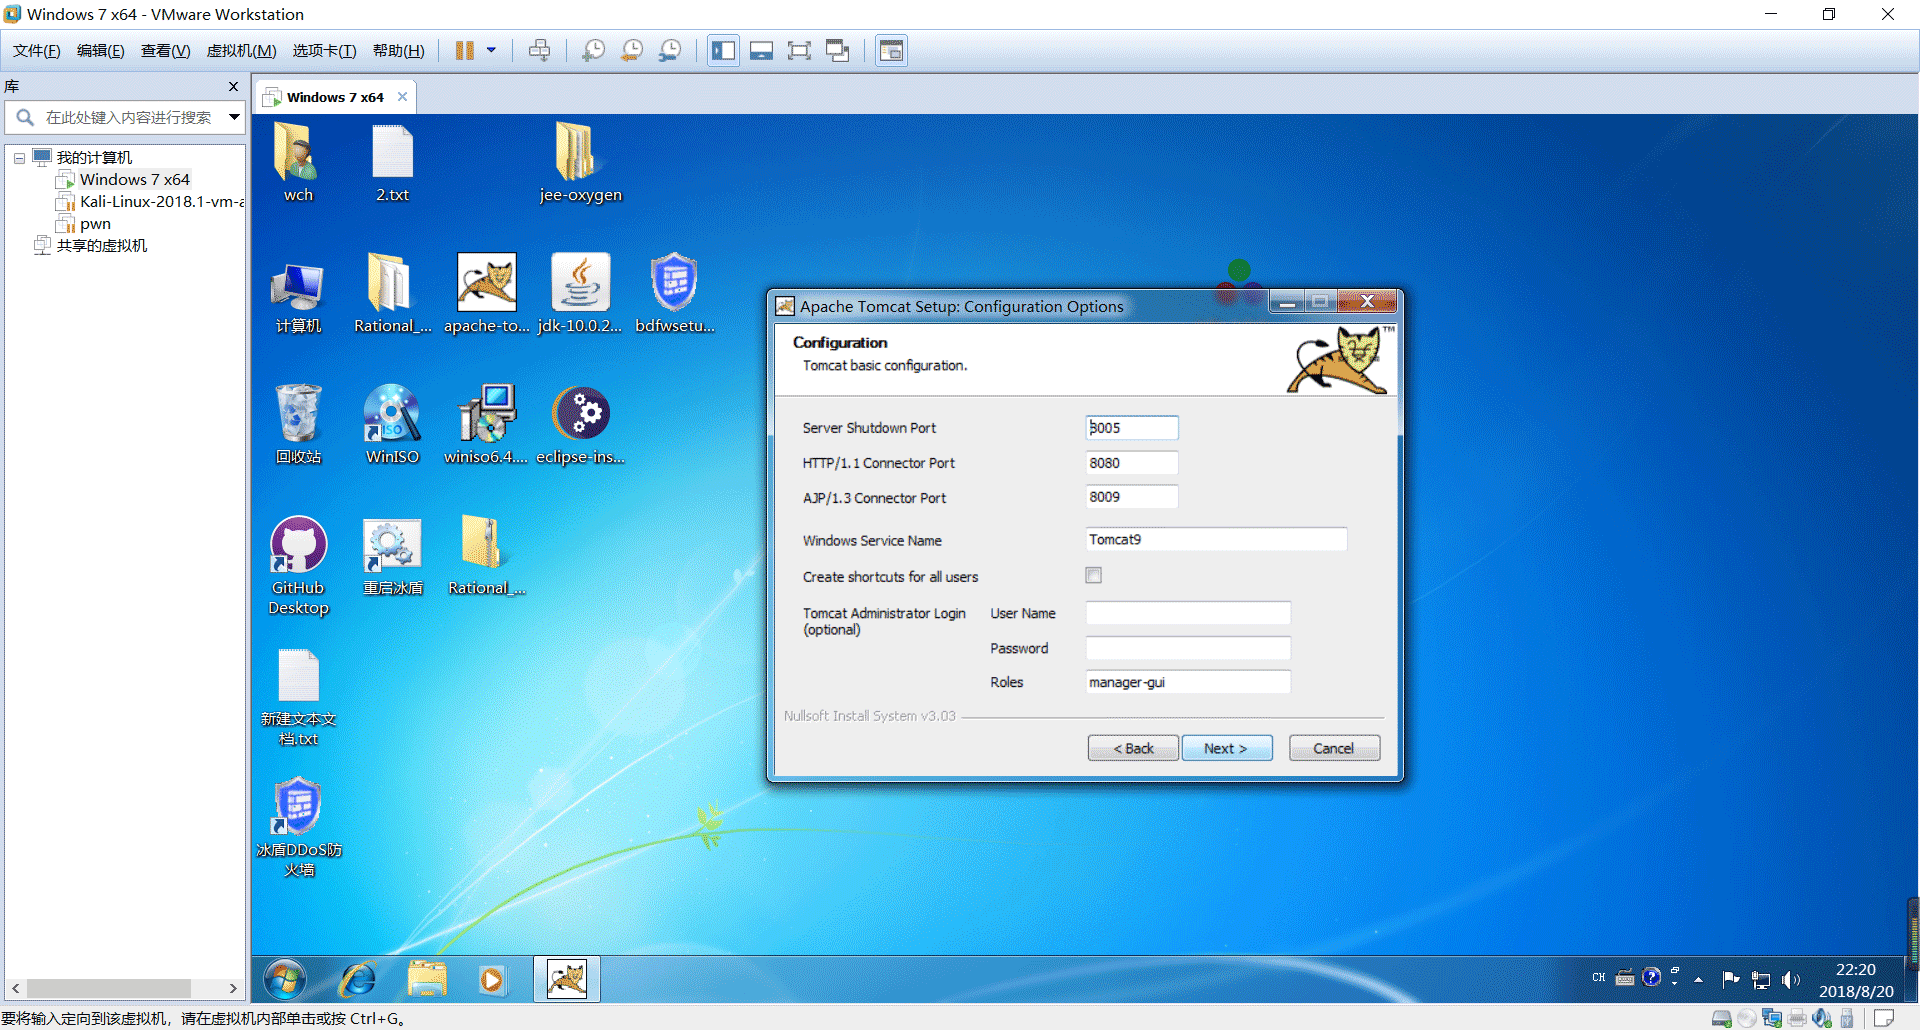 Windows 7 x64 - VMware Workstation
文件(F) 编辑(E) 查看(V) 虚拟机(M) 选项卡(T) 帮助(H)
库
在此处键入内容进行搜索
我的计算机
Windows 7 x64
Kali-Linux-2018.1-vm-a
pwn
共享的虚拟机
Windows 7 x64
wch
2.txt
jee-oxygen
计算机
Rational_...
apache-to...
jdk-10.0.2...
bdfwsetu...
回收站
WinISO
winiso6.4....
eclipse-ins...
GitHub
Desktop
重启冰盾
Rational_...
新建文本文
档.txt
冰盾DDoS防
火墙
Apache Tomcat Setup: Configuration Options
Configuration
Tomcat basic configuration.
TM
Server Shutdown Port 8005
HTTP/1.1 Connector Port 8080
AJP/1.3 Connector Port 8009
Windows Service Name Tomcat9
Create shortcuts for all users
Tomcat Administrator Login
(optional)
User Name
Password
Roles manager-gui
Nullsoft Install System v3.03
< Back Next > Cancel
CH
22:20
2018/8/20
要将输入定向到该虚拟机，请在虚拟机内部单击或按 Ctrl+G。